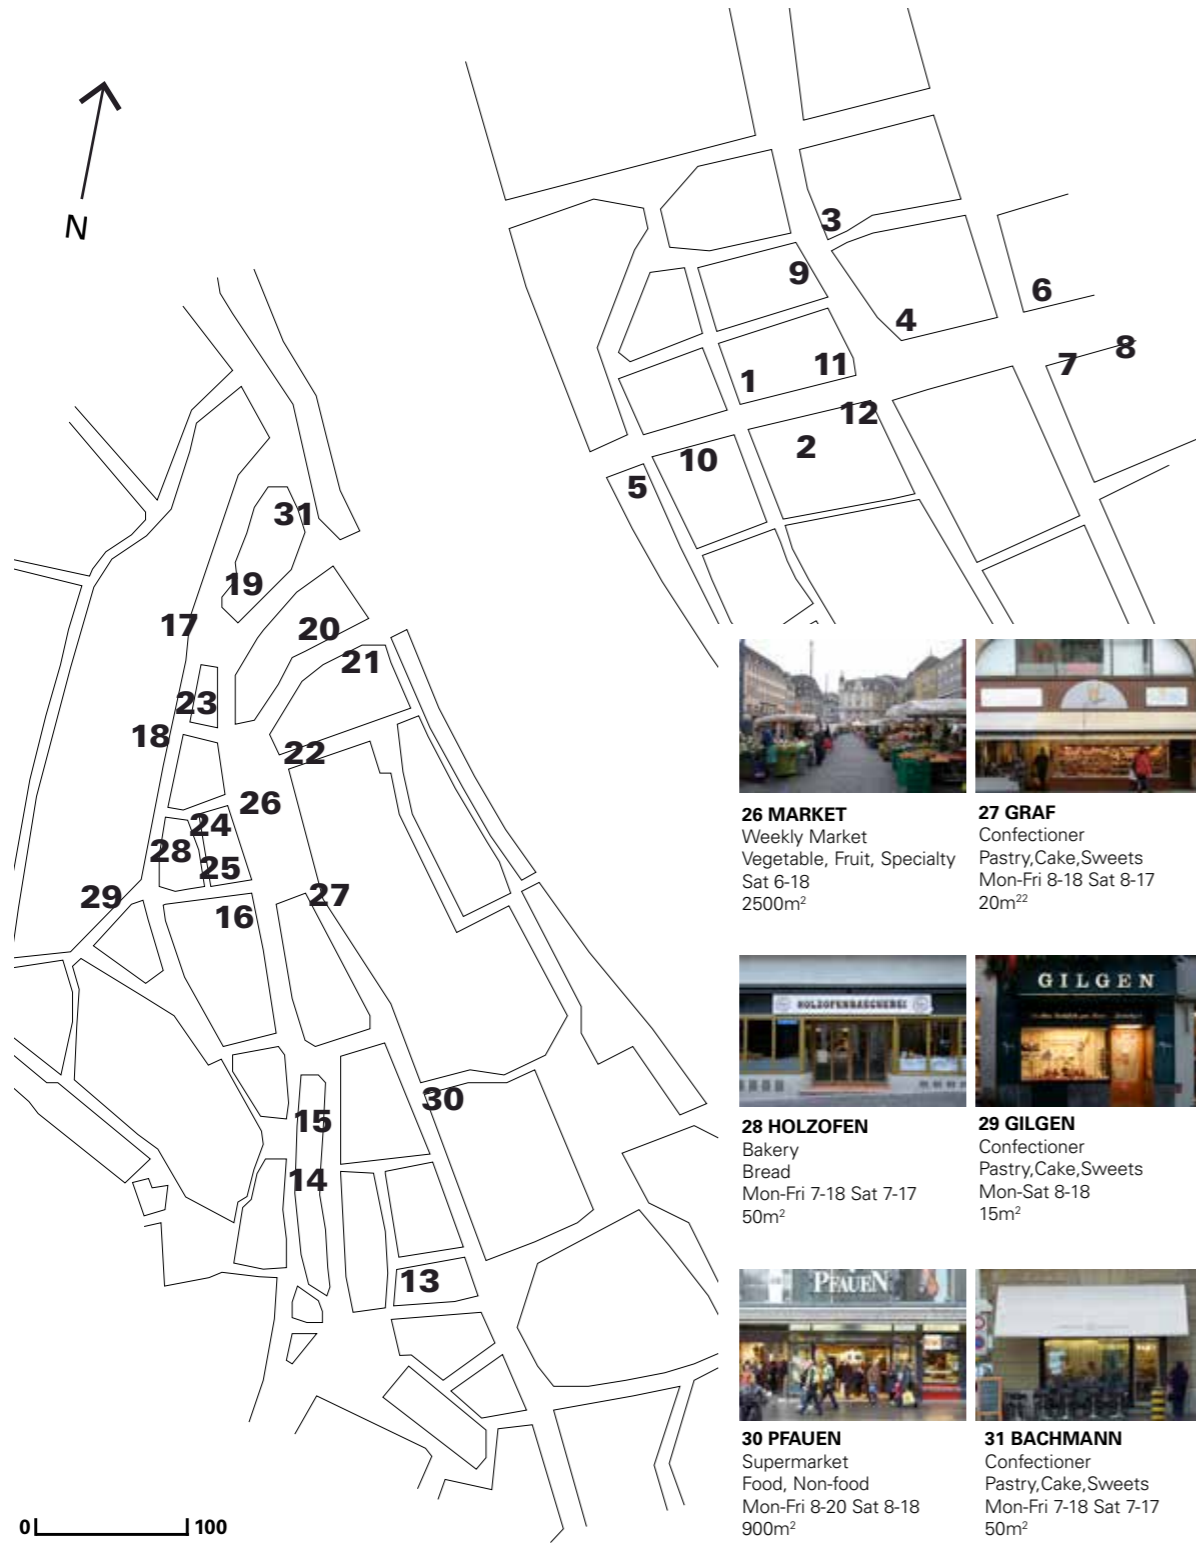 N
3
9
6
4
8
11
7
1
12
2
10
5
31
19
17
20
21
23
18
22
26
24
28
25
29
27
16
30
15
14
13
0 100
26 MARKET
Weekly Market
Vegetable, Fruit, Specialty
Sat 6-18
2500m²
27 GRAF
Confectioner
Pastry,Cake,Sweets
Mon-Fri 8-18 Sat 8-17
20m²²
HOLZOFENBAECKEREI
28 HOLZOFEN
Bakery
Bread
Mon-Fri 7-18 Sat 7-17
50m²
GILGEN
29 GILGEN
Confectioner
Pastry,Cake,Sweets
Mon-Sat 8-18
15m²
PFAUEN
30 PFAUEN
Supermarket
Food, Non-food
Mon-Fri 8-20 Sat 8-18
900m²
31 BACHMANN
Confectioner
Pastry,Cake,Sweets
Mon-Fri 7-18 Sat 7-17
50m²